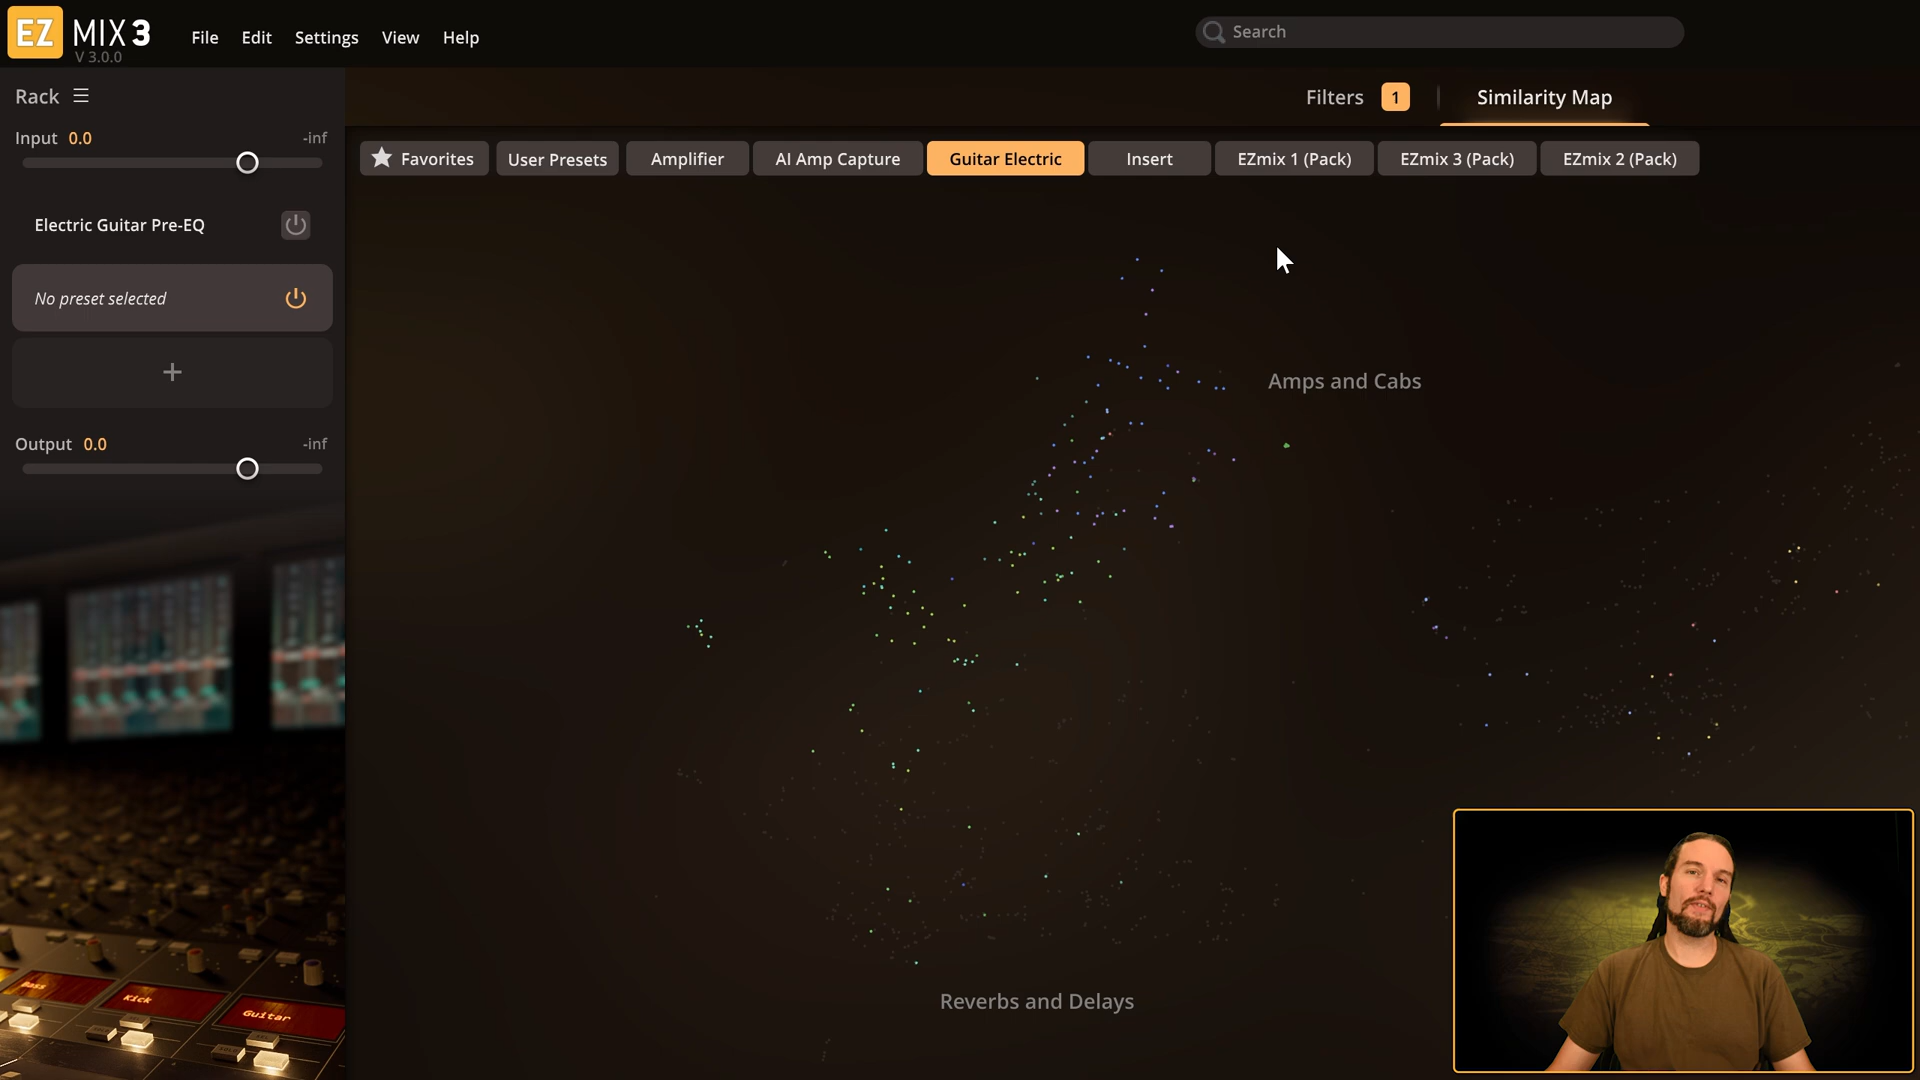 EZ MIX 3
V 3.0.0
File Edit Settings View Help
Search
Rack
Filters 1 Similarity Map
Input 0.0 -inf
Favorites User Presets Amplifier AI Amp Capture Guitar Electric Insert EZmix 1 (Pack) EZmix 3 (Pack) EZmix 2 (Pack)
Electric Guitar Pre-EQ
No preset selected
+
Amps and Cabs
Output 0.0 -inf
Bass
Kick
Guitar
Reverbs and Delays